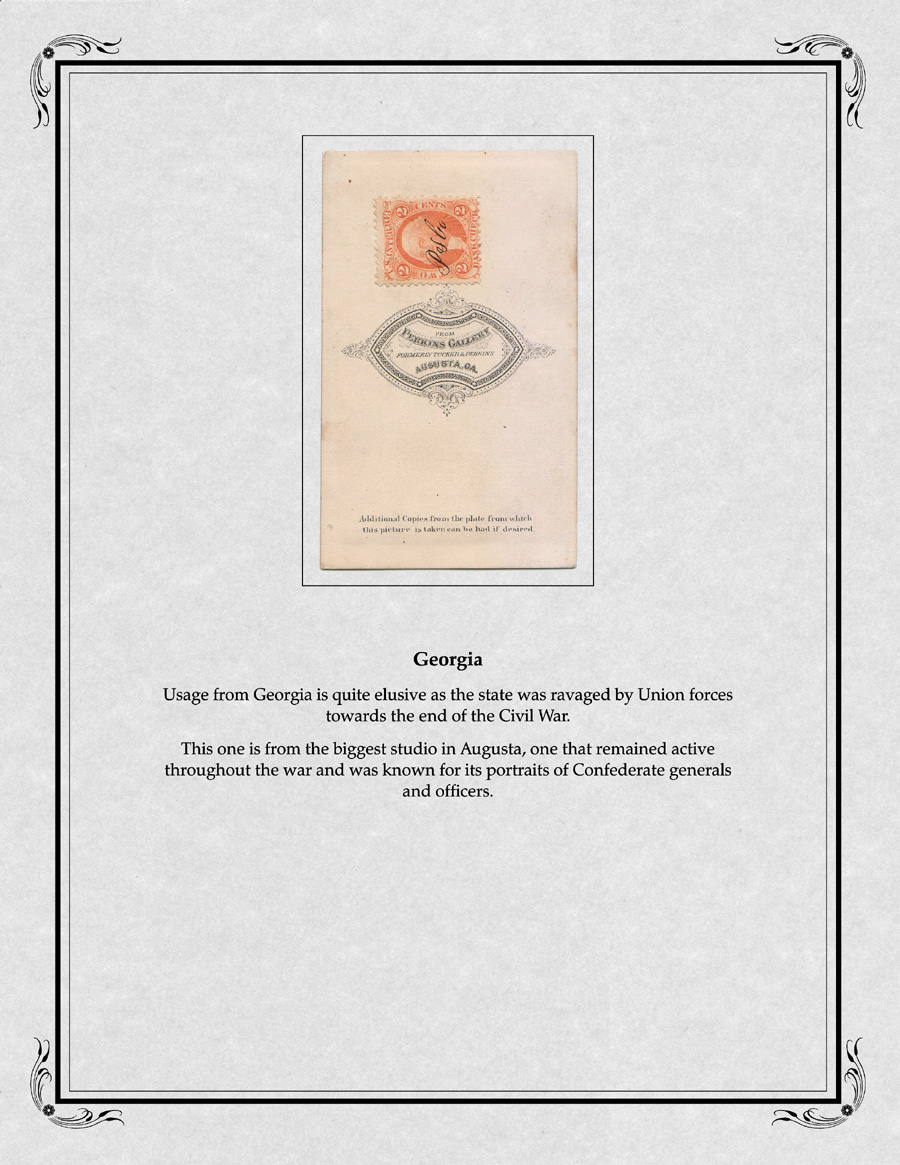 2 CENTS 2
2 TWO 2
FROM
PERKINS GALLERY
FORMERLY TUCKER & PERKINS
AUGUSTA, GA.
Additional Copies from the plate from which
this picture is taken can be had if desired
Georgia
Usage from Georgia is quite elusive as the state was ravaged by Union forces
towards the end of the Civil War.
This one is from the biggest studio in Augusta, one that remained active
throughout the war and was known for its portraits of Confederate generals
and officers.